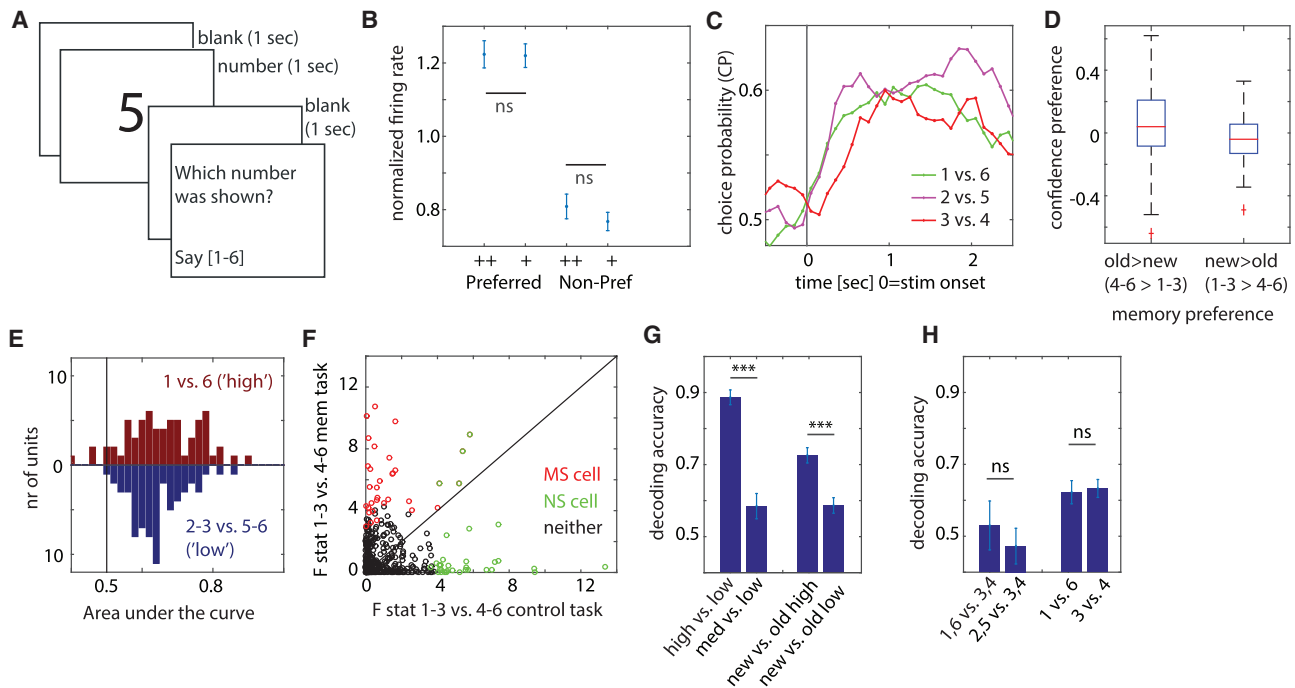 A
blank (1 sec)
number (1 sec)
5
blank
(1 sec)
Which number
was shown?
Say [1-6]
B
normalized firing rate
1.2
1.0
0.8
ns
ns
++ + ++ +
Preferred Non-Pref
C
choice probability (CP)
0.6
0.5
1 vs. 6
2 vs. 5
3 vs. 4
0 1 2
time [sec] 0=stim onset
D
confidence preference
0.4
0
-0.4
old>new new>old
(4-6 > 1-3) (1-3 > 4-6)
memory preference
E
nr of units
10
0
10
1 vs. 6 ('high')
2-3 vs. 5-6
('low')
0.5 0.8
Area under the curve
F
F stat 1-3 vs. 4-6 mem task
12
8
4
0
MS cell
NS cell
neither
0 4 8 12
F stat 1-3 vs. 4-6 control task
G
decoding accuracy
0.9
0.7
0.5
***
***
high vs. low
med vs. low
new vs. old high
new vs. old low
H
decoding accuracy
0.9
0.7
0.5
ns
ns
1,6 vs. 3,4
2,5 vs. 3,4
1 vs. 6
3 vs. 4